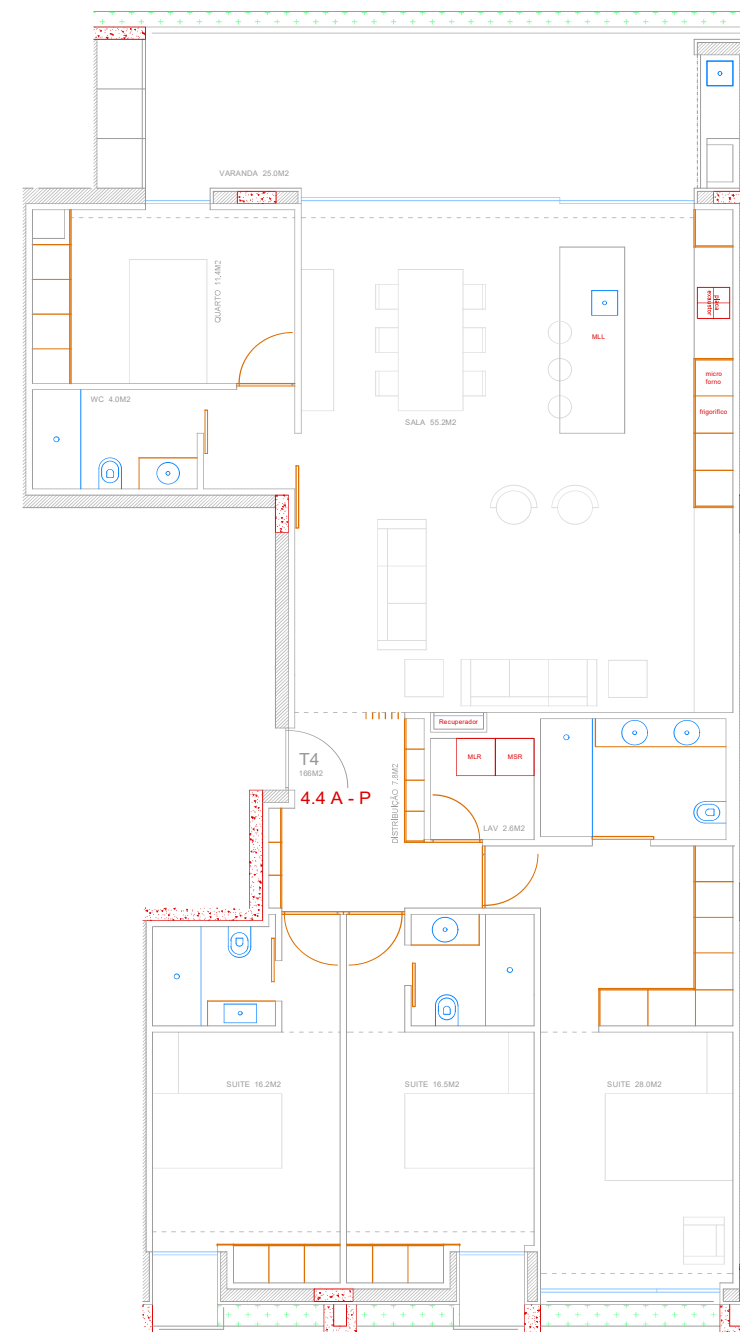 VARANDA 25.0M2
QUARTO 11.4M2
placa
exaustor
MLL
micro
forno
WC 4.0M2
frigorífico
SALA 55.2M2
Recuperador
T4
166M2
MLR
MSR
DISTRIBUIÇÃO 7.8M2
4.4 A - P
LAV 2.6M2
SUITE 16.2M2
SUITE 16.5M2
SUITE 28.0M2